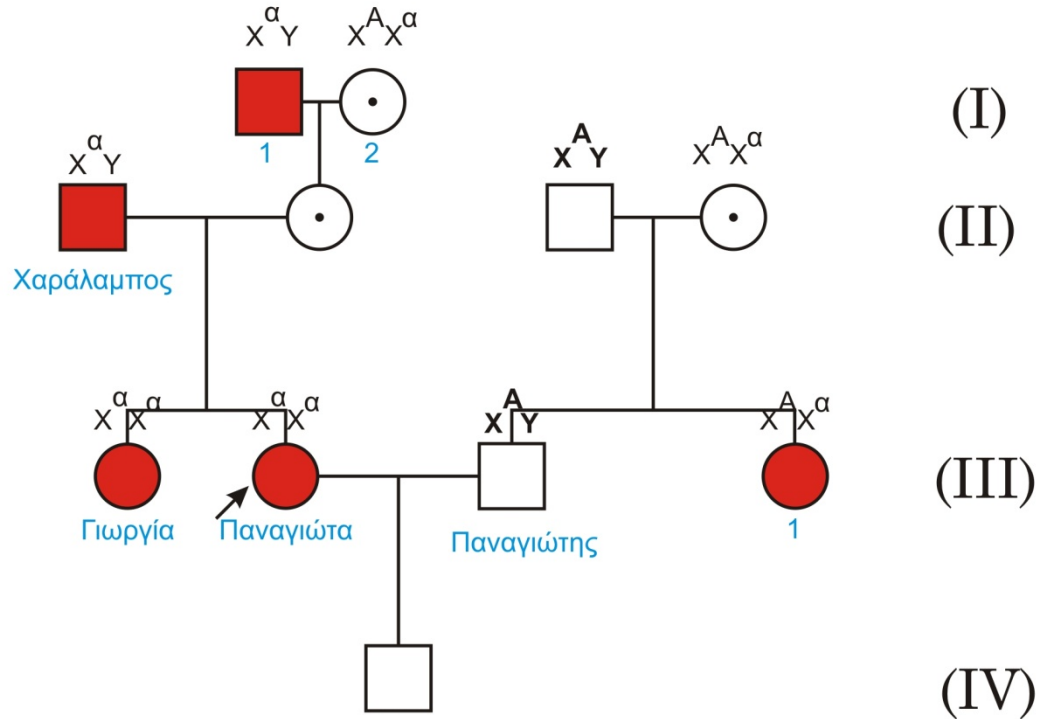 XαY XAXα
(I)
1 2
XαY XAY XAXα
(II)
Χαράλαμπος
XαXα XαXα XAY XAXα
(III)
Γιωργία Παναγιώτα Παναγιώτης 1
(IV)